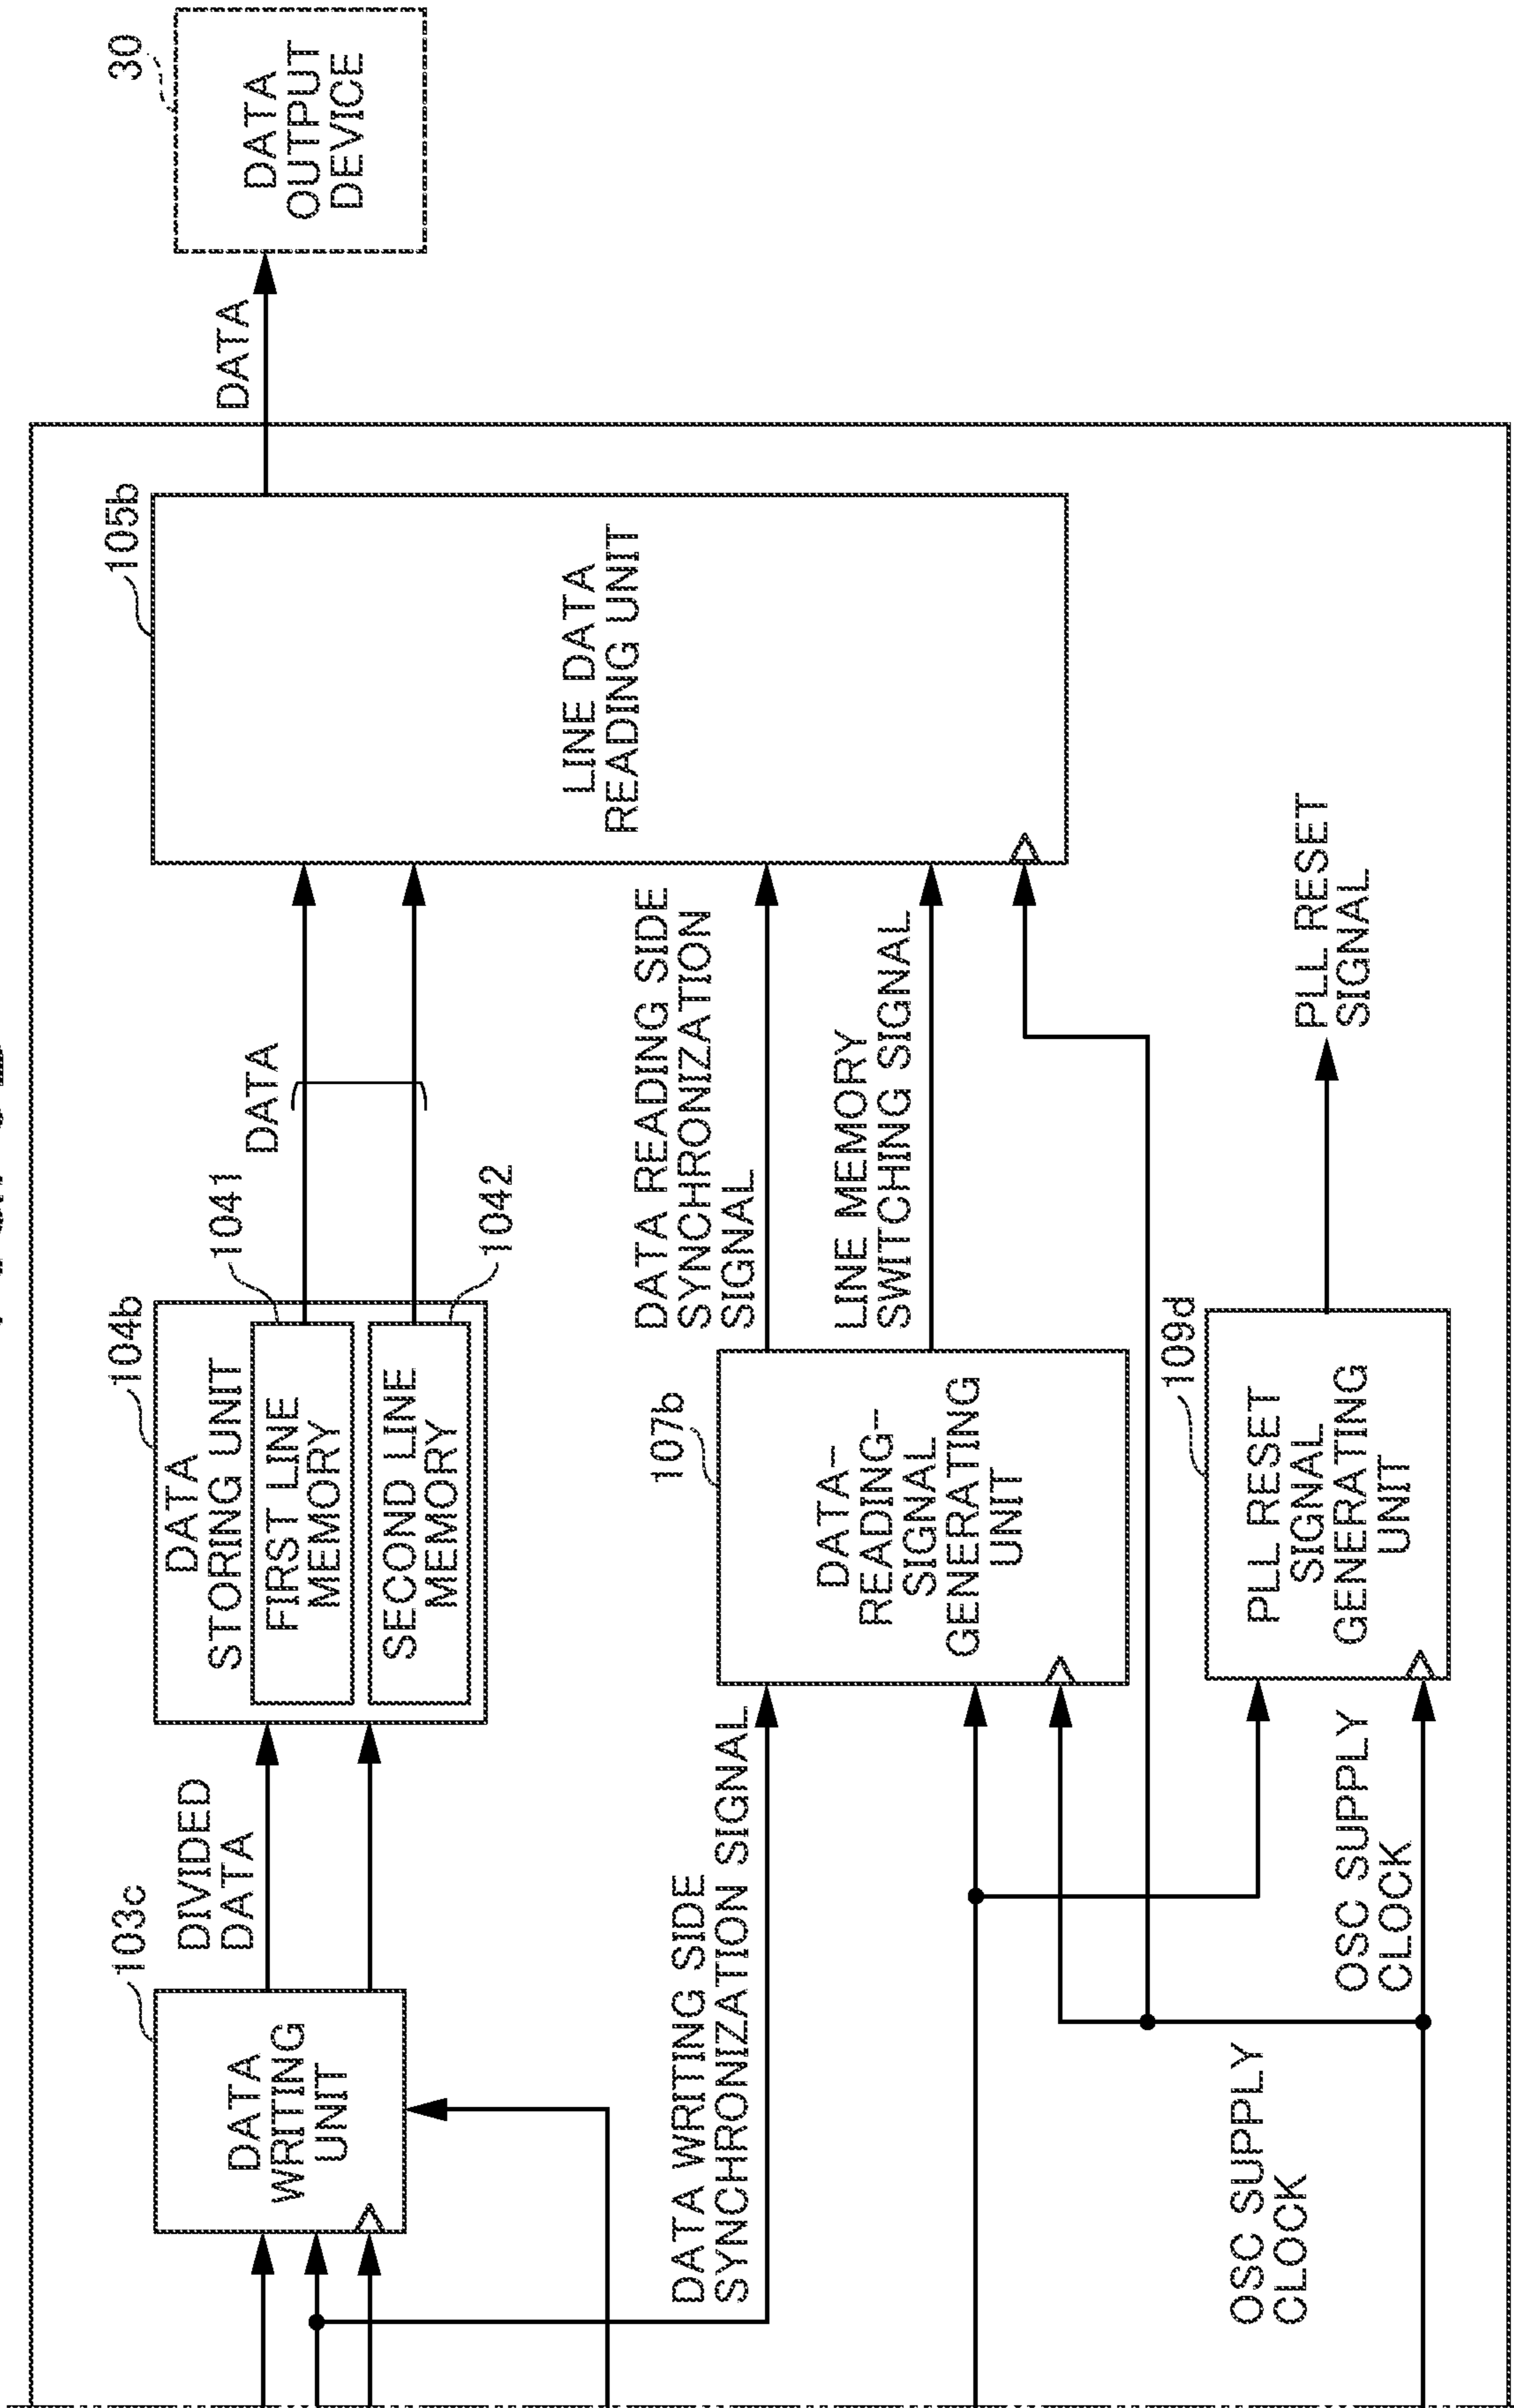 30
DATA
OUTPUT
DEVICE
DATA
105b
LINE DATA
READING UNIT
DATA
104b
1041
1042
DATA
STORING UNIT
FIRST LINE
MEMORY
SECOND LINE
MEMORY
DIVIDED
DATA
103c
DATA
WRITING
UNIT
DATA READING SIDE
SYNCHRONIZATION
SIGNAL
LINE MEMORY
SWITCHING SIGNAL
107b
DATA-
READING-
SIGNAL
GENERATING
UNIT
DATA WRITING SIDE
SYNCHRONIZATION SIGNAL
PLL RESET
SIGNAL
109d
PLL RESET
SIGNAL
GENERATING
UNIT
OSC SUPPLY
CLOCK
OSC SUPPLY
CLOCK